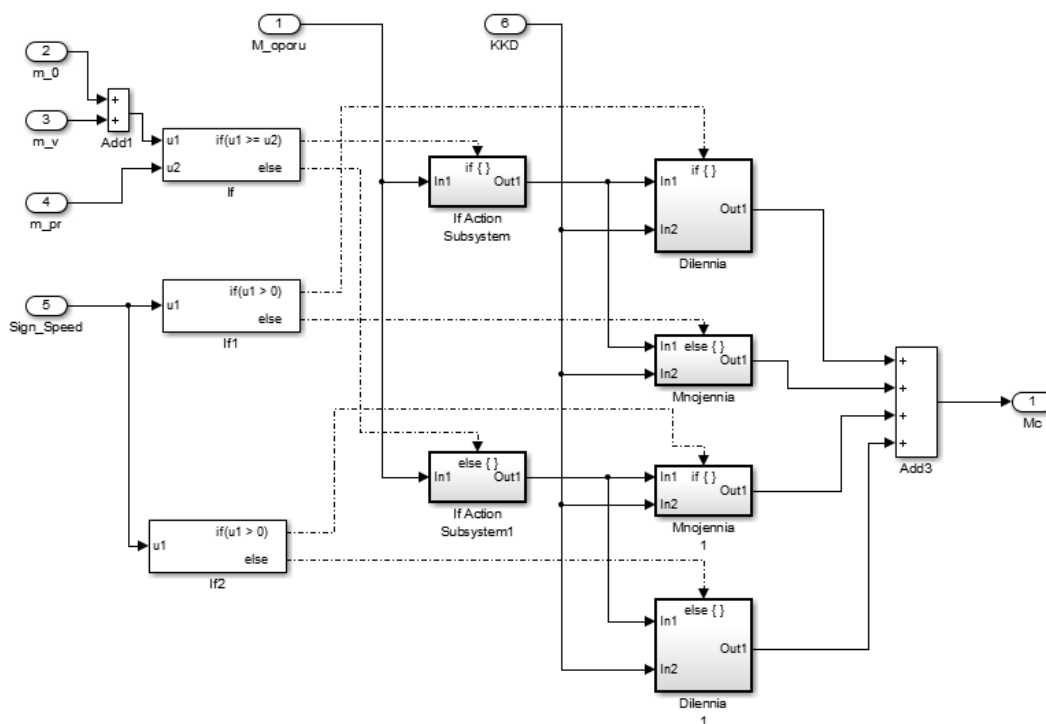 1
M_oporu
6
KKD
2
m_0
3
m_v
+
+
Add1
4
m_pr
u1
if(u1 >= u2)
u2
else
If
if { }
In1
Out1
If Action
Subsystem
if { }
In1
Out1
In2
Dilennia
5
Sign_Speed
u1
if(u1 > 0)
else
If1
In1
else { }
Out1
In2
Mnojennia
+
+
+
+
Add3
1
Mc
else { }
In1
Out1
If Action
Subsystem1
In1
if { }
Out1
In2
Mnojennia
1
u1
if(u1 > 0)
else
If2
else { }
In1
Out1
In2
Dilennia
1